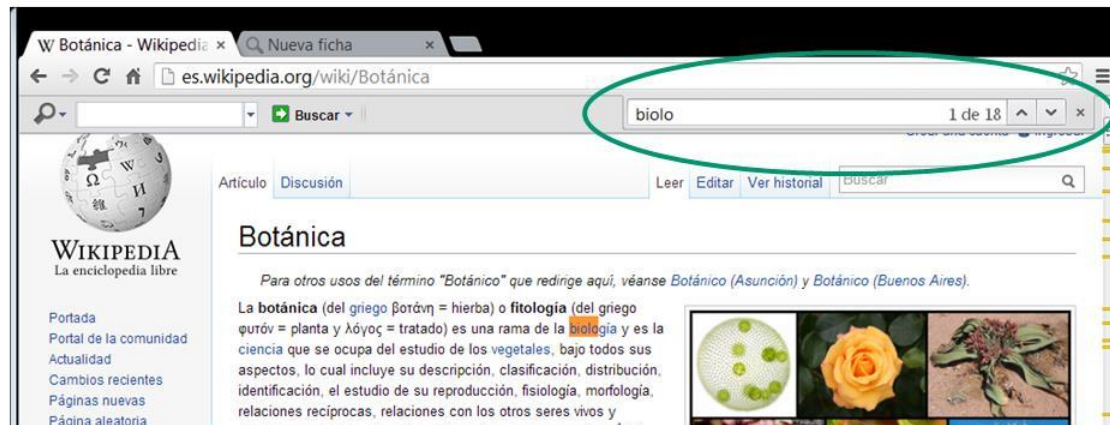 W Botánica - Wikipedia × Nueva ficha ×
es.wikipedia.org/wiki/Botánica
Buscar
biolo 1 de 18 ×
Crear una cuenta Ingresar
Artículo Discusión Leer Editar Ver historial Buscar
Ω W И 7
WIKIPEDIA
La enciclopedia libre
Botánica
Para otros usos del término "Botánico" que redirige aquí, véanse Botánico (Asunción) y Botánico (Buenos Aires).
La botánica (del griego βοτάνη = hierba) o fitología (del griego
φυτόν = planta y λόγος = tratado) es una rama de la biología y es la
ciencia que se ocupa del estudio de los vegetales, bajo todos sus
aspectos, lo cual incluye su descripción, clasificación, distribución,
identificación, el estudio de su reproducción, fisiología, morfología,
relaciones recíprocas, relaciones con los otros seres vivos y
Portada
Portal de la comunidad
Actualidad
Cambios recientes
Páginas nuevas
Página aleatoria